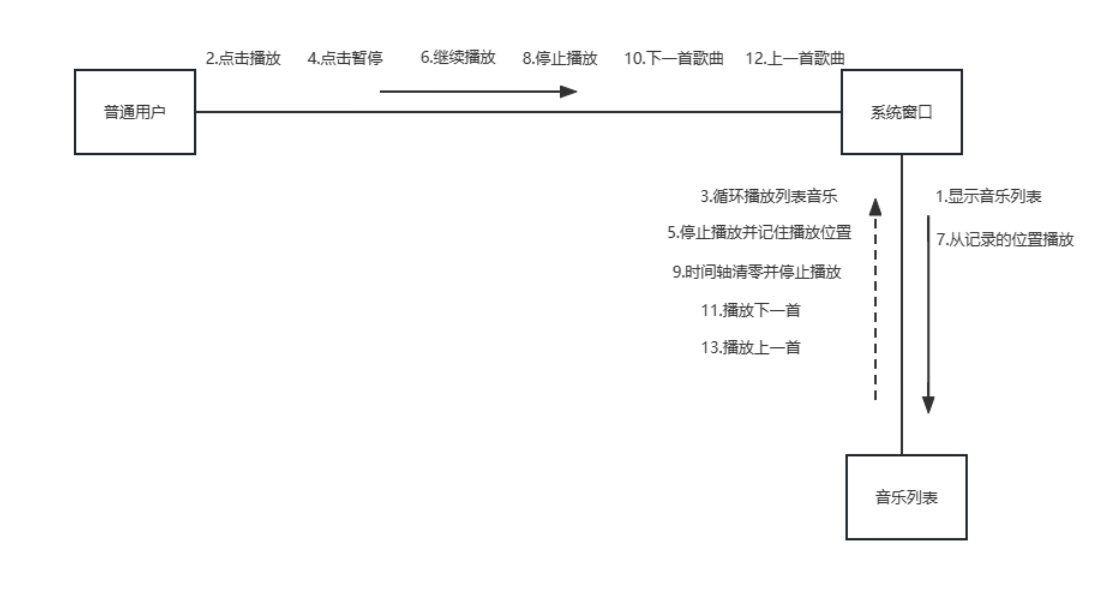 2.点击播放 4.点击暂停 6.继续播放 8.停止播放 10.下一首歌曲 12.上一首歌曲
普通用户
系统窗口
3.循环播放列表音乐
1.显示音乐列表
5.停止播放并记住播放位置
7.从记录的位置播放
9.时间轴清零并停止播放
11.播放下一首
13.播放上一首
音乐列表